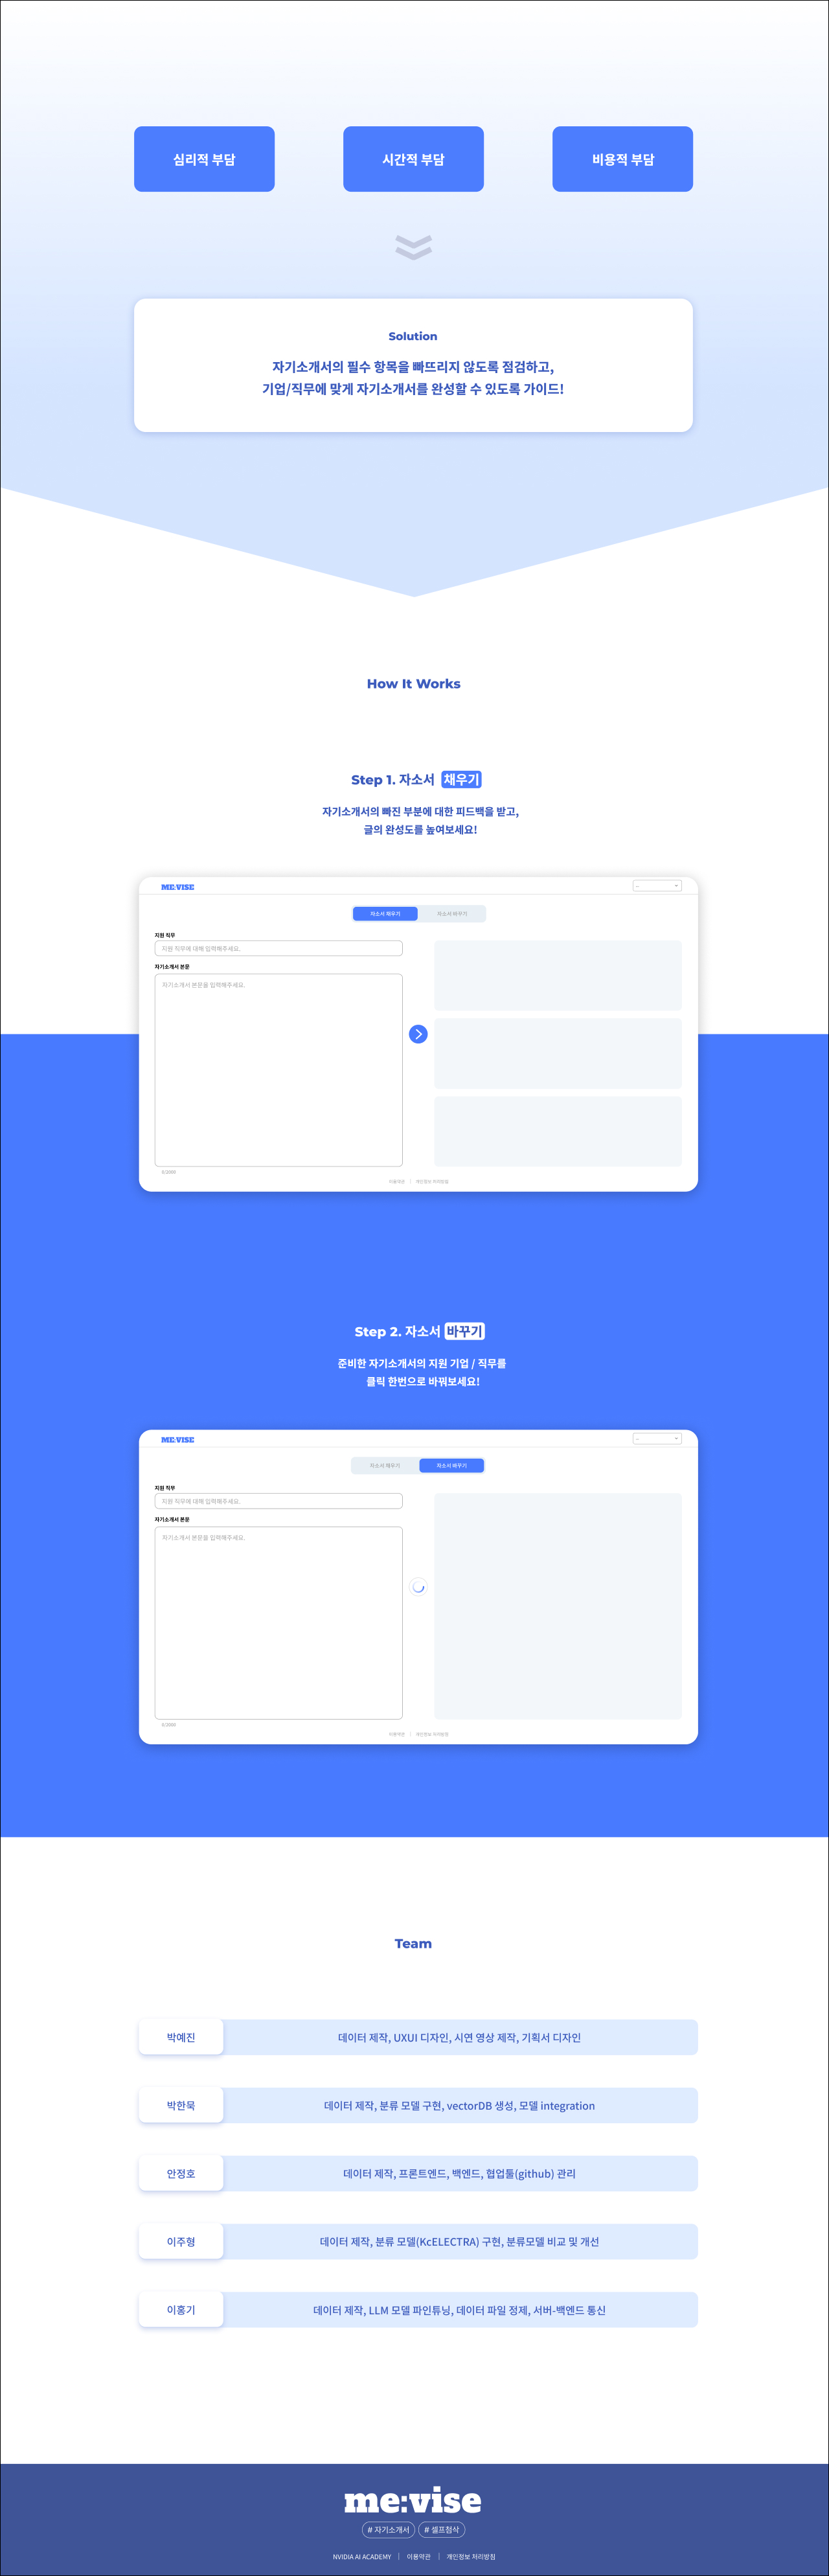 심리적 부담
시간적 부담
비용적 부담
Solution
자기소개서의 필수 항목을 빠뜨리지 않도록 점검하고,
기업/직무에 맞게 자기소개서를 완성할 수 있도록 가이드!
How It Works
Step 1. 자소서 채우기
자기소개서의 빠진 부분에 대한 피드백을 받고,
글의 완성도를 높여보세요!
ME:VISE
자소서 채우기
자소서 바꾸기
지원 직무
지원 직무에 대해 입력해주세요.
자기소개서 본문
자기소개서 본문을 입력해주세요.
0/2000
이용약관 | 개인정보 처리방침
Step 2. 자소서 바꾸기
준비한 자기소개서의 지원 기업 / 직무를
클릭 한번으로 바꿔보세요!
ME:VISE
자소서 채우기
자소서 바꾸기
지원 직무
지원 직무에 대해 입력해주세요.
자기소개서 본문
자기소개서 본문을 입력해주세요.
0/2000
이용약관 | 개인정보 처리방침
Team
박예진
데이터 제작, UXUI 디자인, 시연 영상 제작, 기획서 디자인
박한묵
데이터 제작, 분류 모델 구현, vectorDB 생성, 모델 integration
안정호
데이터 제작, 프론트엔드, 백엔드, 협업툴(github) 관리
이주형
데이터 제작, 분류 모델(KcELECTRA) 구현, 분류모델 비교 및 개선
이홍기
데이터 제작, LLM 모델 파인튜닝, 데이터 파일 정제, 서버-백엔드 통신
me:vise
# 자기소개서 # 셀프첨삭
NVIDIA AI ACADEMY | 이용약관 | 개인정보 처리방침